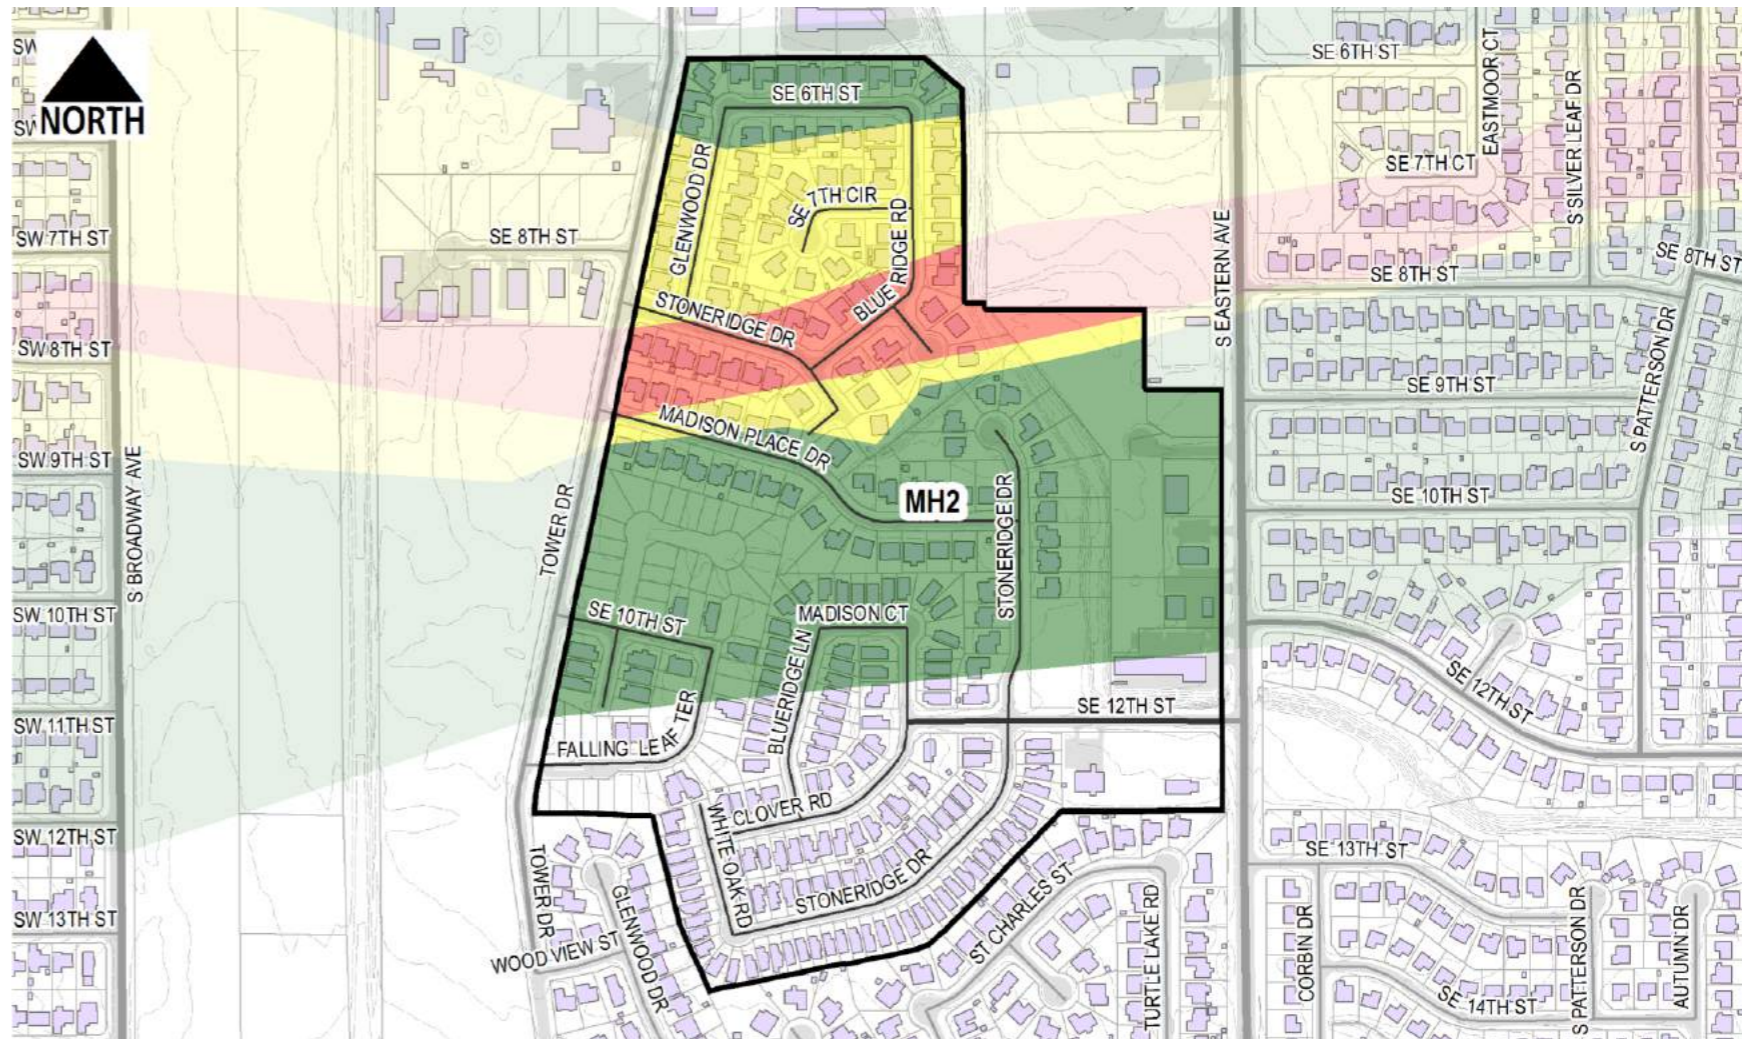 SW
NORTH
SW
SW 7TH ST
SW 8TH ST
SW 9TH ST
SW 10TH ST
SW 11TH ST
SW 12TH ST
SW 13TH ST
S BROADWAY AVE
SE 8TH ST
TOWER DR
TOWER DR
SE 6TH ST
GLENWOOD DR
SE 7TH CIR
BLUE RIDGE RD
STONERIDGE DR
MADISON PLACE DR
MH2
STONERIDGE DR
SE 10TH ST
MADISON CT
BLUERIDGE LN
FALLING LEAF TER
SE 12TH ST
CLOVER RD
WHITE OAK RD
STONERIDGE DR
WOOD VIEW ST
GLENWOOD DR
ST CHARLES ST
TURTLE LAKE RD
S EASTERN AVE
SE 6TH ST
EASTMOOR CT
S SILVER LEAF DR
SE 7TH CT
SE 8TH ST
SE 8TH ST
SE 9TH ST
S PATTERSON DR
SE 10TH ST
SE 12TH ST
SE 13TH ST
CORBIN DR
SE 14TH ST
S PATTERSON DR
AUTUMN DR